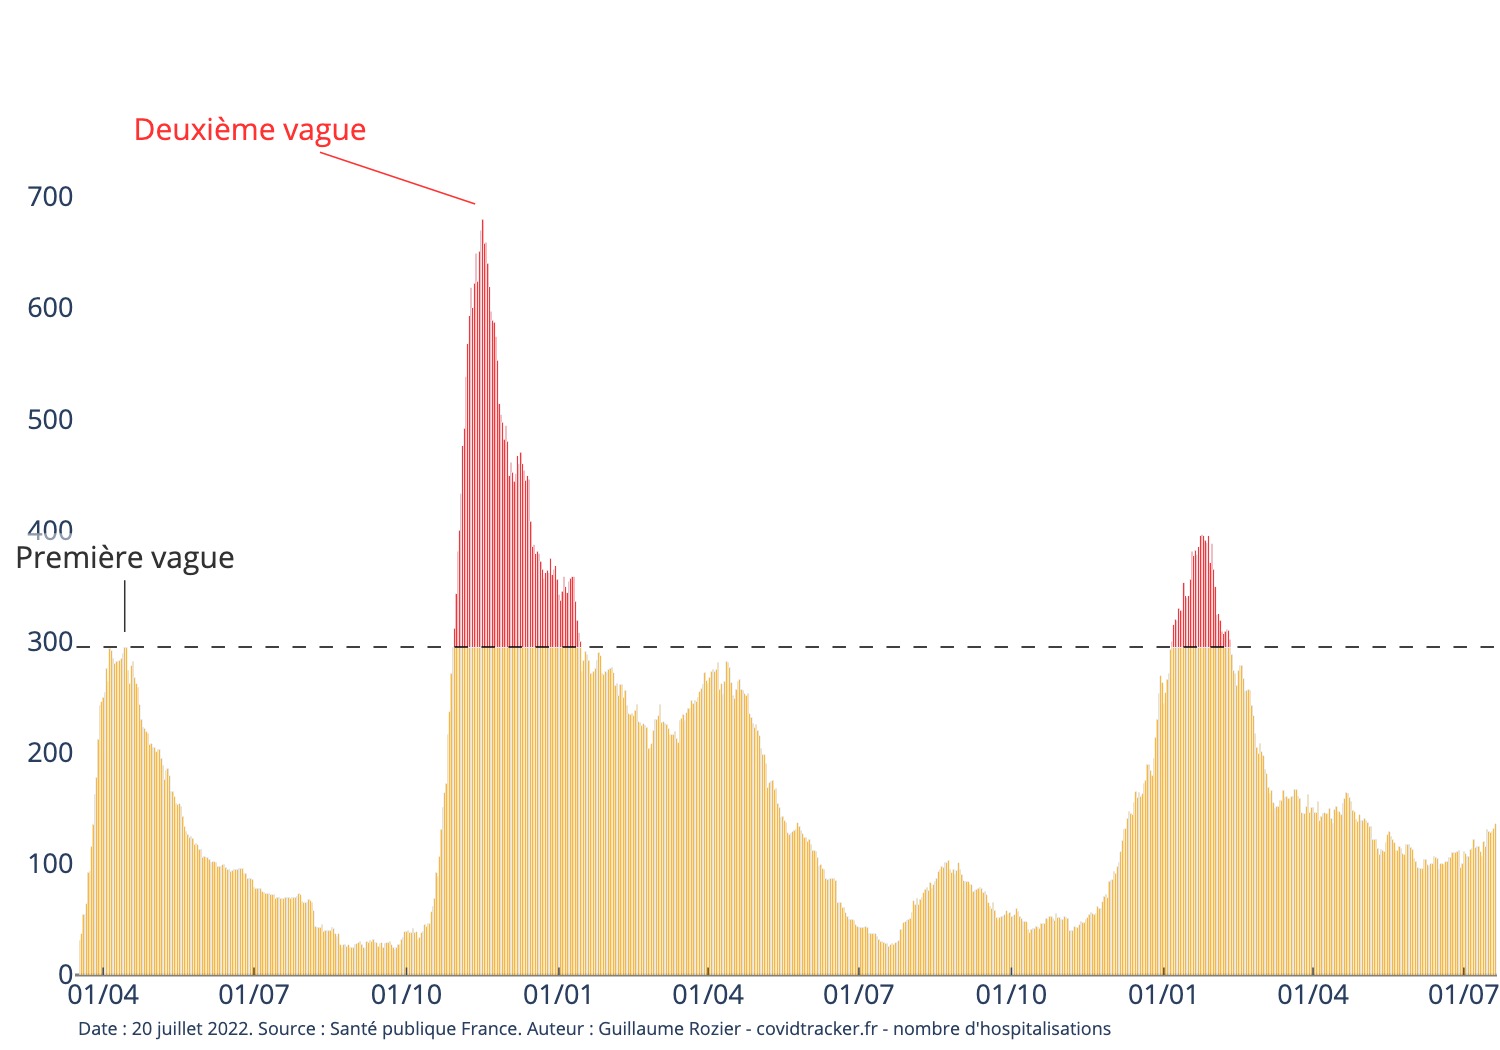 Deuxième vague
700
600
500
400
Première vague
300
200
100
0
01/04 01/07 01/10 01/01 01/04 01/07 01/10 01/01 01/04 01/07
Date : 20 juillet 2022. Source : Santé publique France. Auteur : Guillaume Rozier - covidtracker.fr - nombre d'hospitalisations